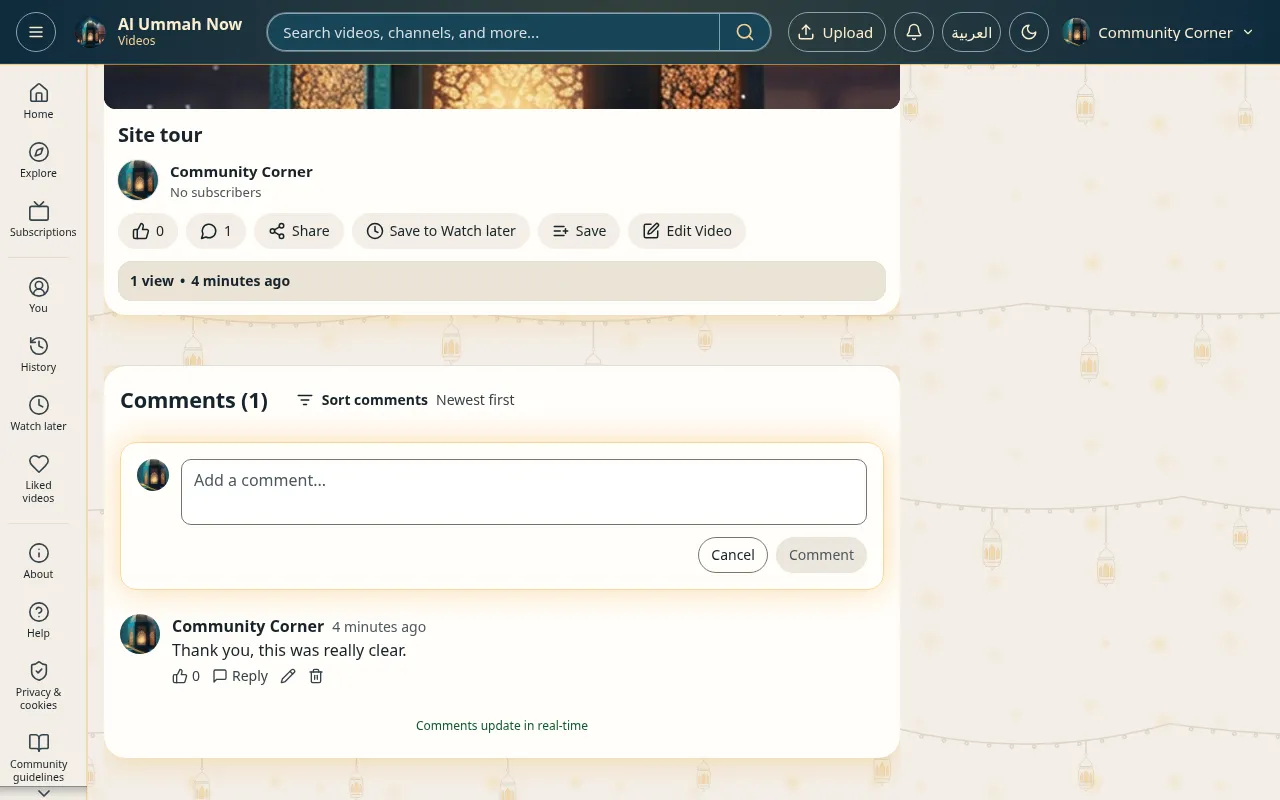 Al Ummah Now
Videos
Search videos, channels, and more...
Upload
العربية
Community Corner
Home
Explore
Subscriptions
You
History
Watch later
Liked
videos
About
Help
Privacy &
cookies
Community
guidelines
Site tour
Community Corner
No subscribers
0
1
Share
Save to Watch later
Save
Edit Video
1 view • 4 minutes ago
Comments (1)
Sort comments Newest first
Add a comment...
Cancel
Comment
Community Corner 4 minutes ago
Thank you, this was really clear.
0 Reply
Comments update in real-time